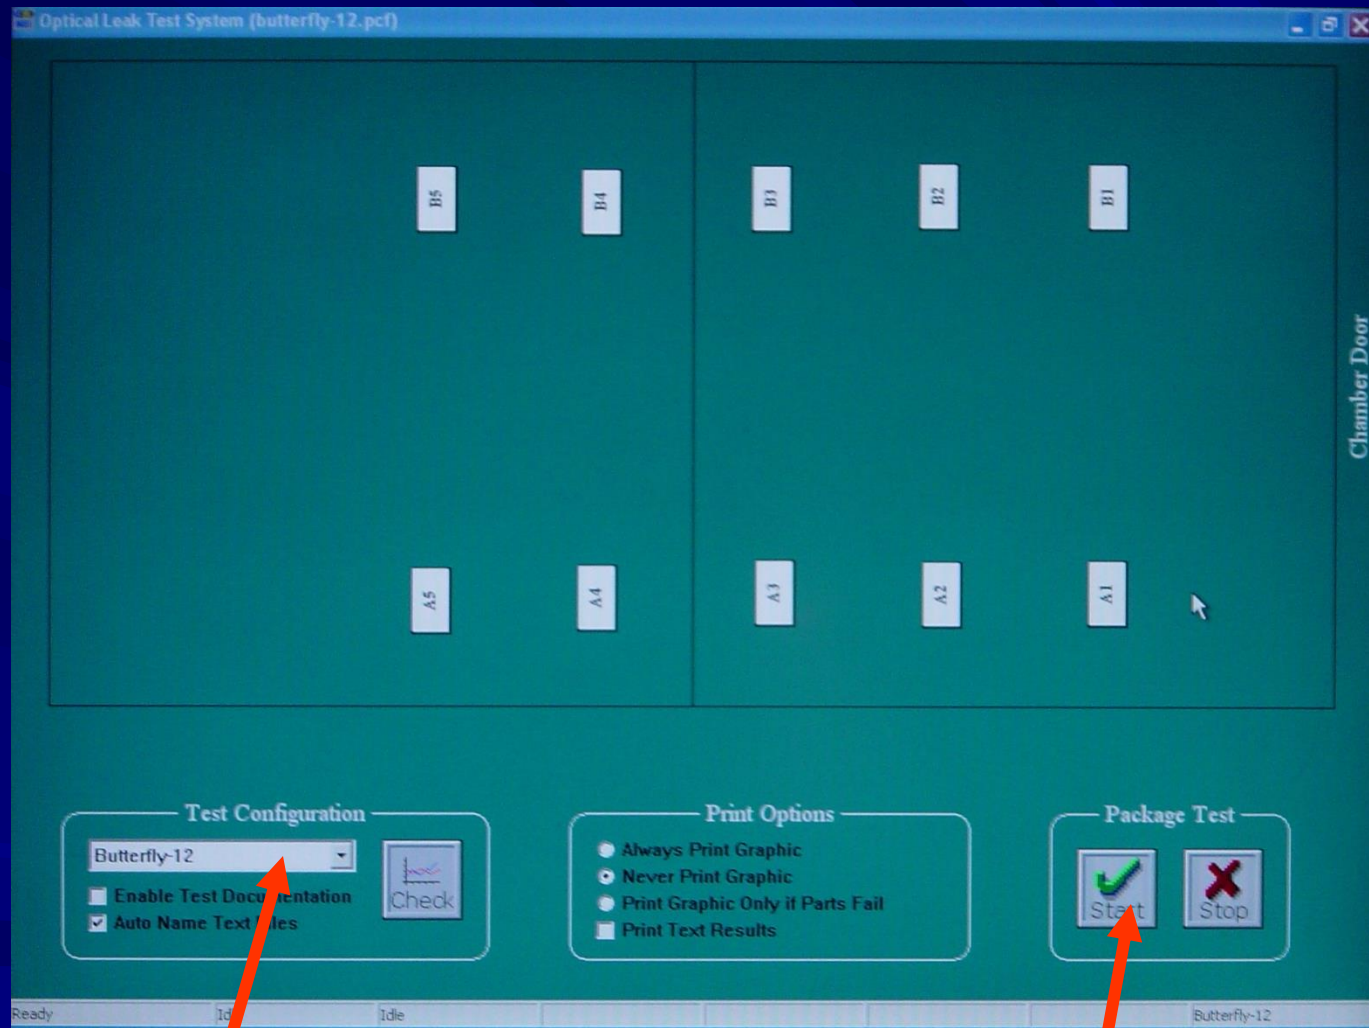 Optical Leak Test System (butterfly-12.pcf)
B5 B4 B3 B2 B1
Chamber Door
A5 A4 A3 A2 A1
Test Configuration
Butterfly-12
Enable Test Documentation
Auto Name Text Files
Check
Print Options
Always Print Graphic
Never Print Graphic
Print Graphic Only if Parts Fail
Print Text Results
Package Test
Start
Stop
Ready
Idle
Butterfly-12